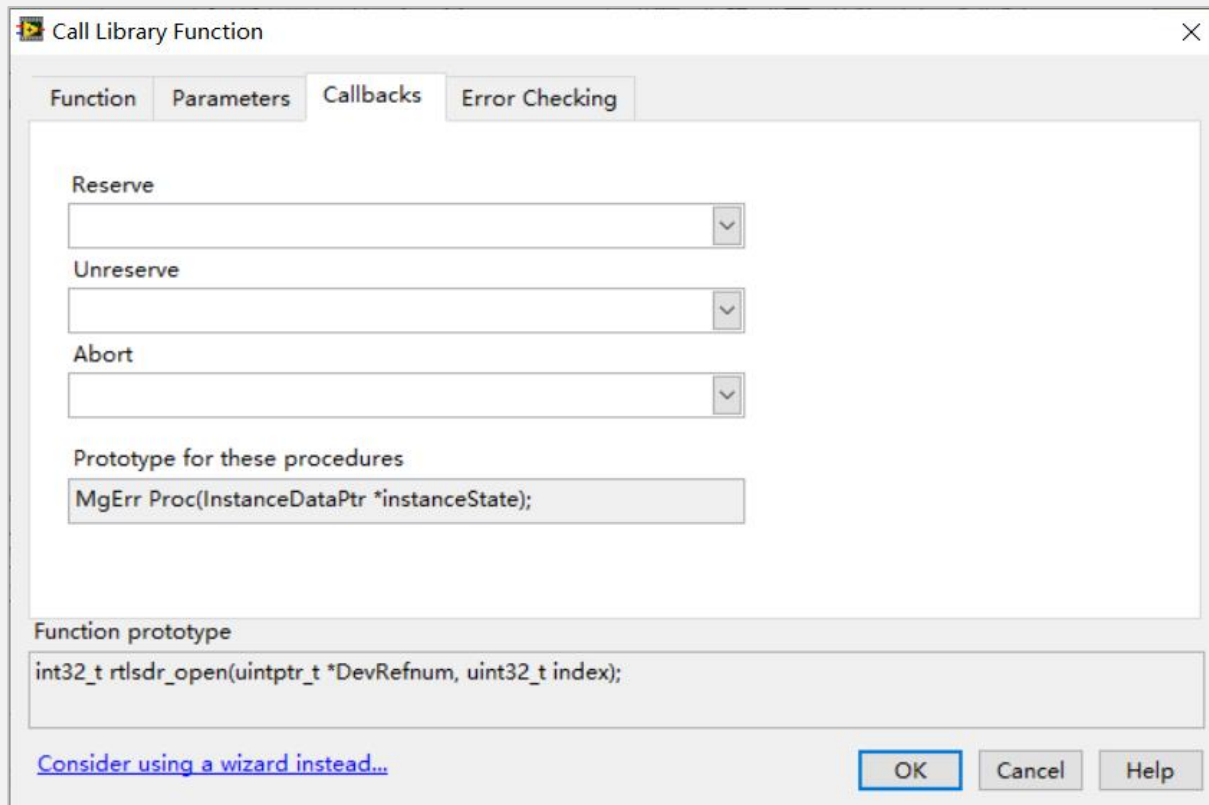 Call Library Function
Function Parameters Callbacks Error Checking
Reserve
Unreserve
Abort
Prototype for these procedures
MgErr Proc(InstanceDataPtr *instanceState);
Function prototype
int32_t rtlsdr_open(uintptr_t *DevRefnum, uint32_t index);
Consider using a wizard instead...
OK Cancel Help